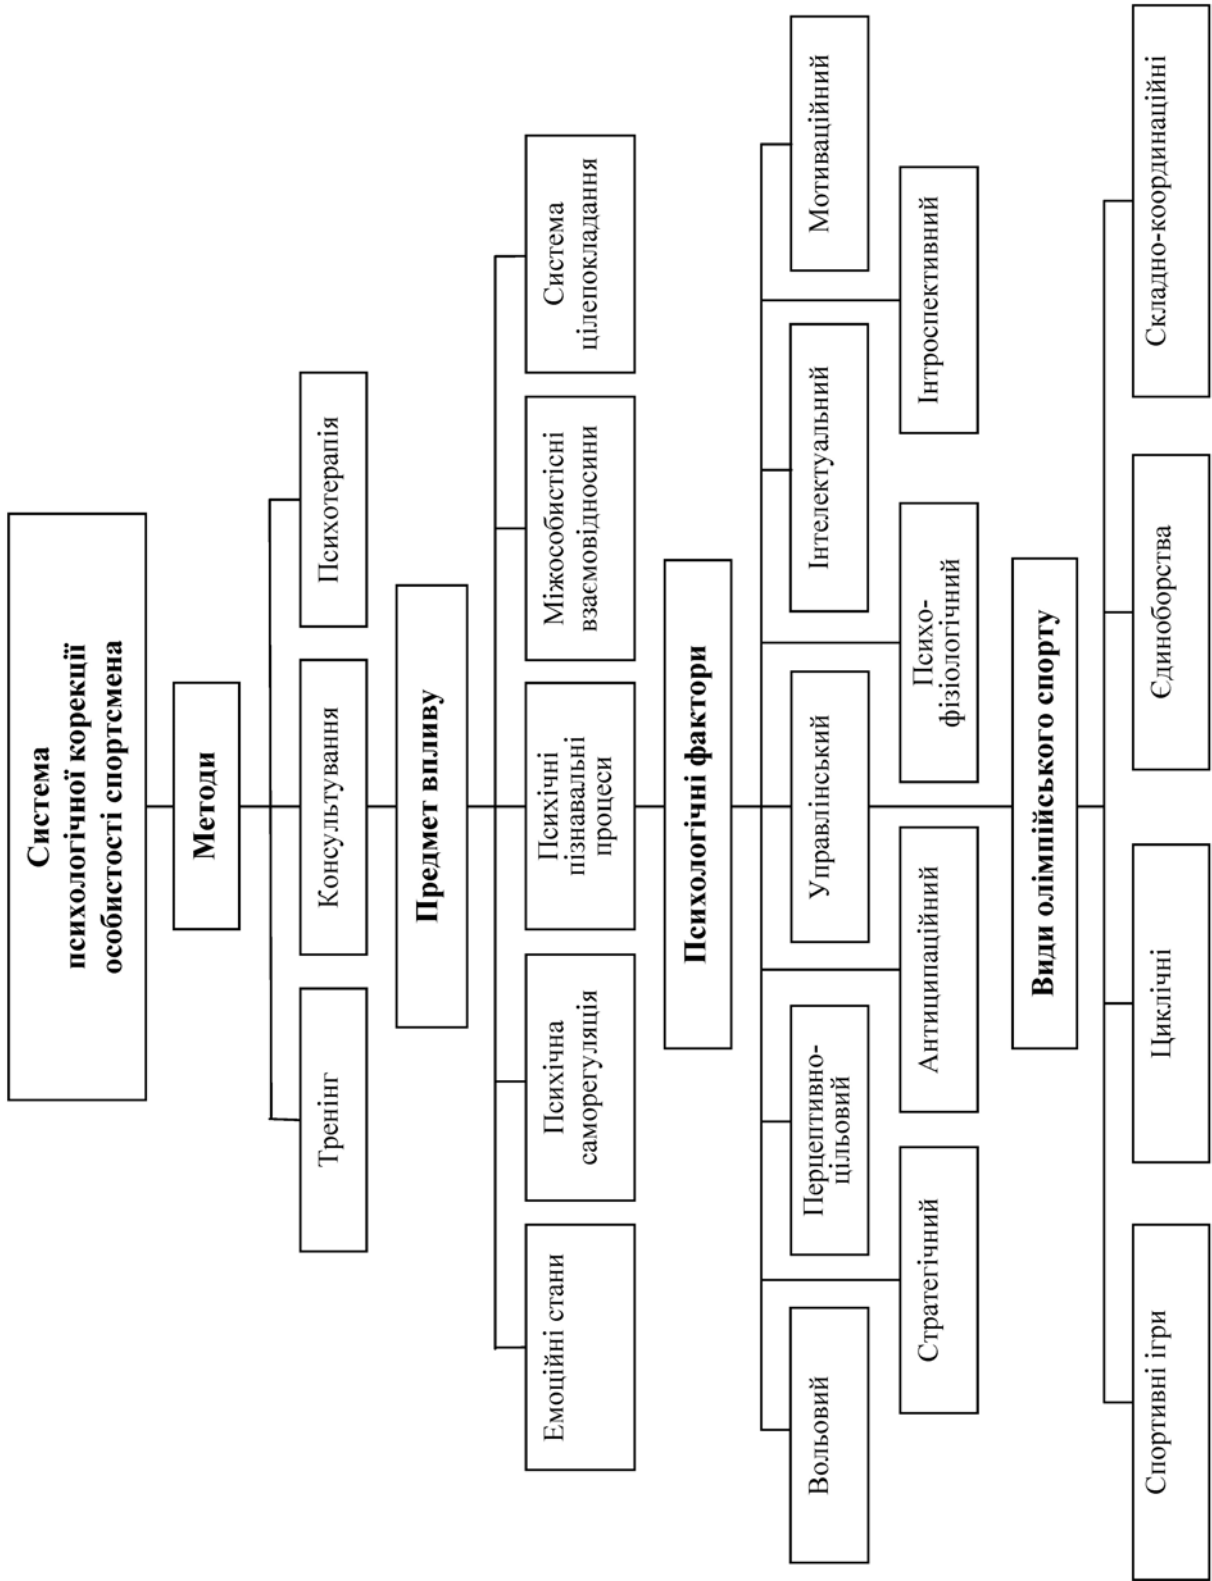 Система
психологічної корекції
особистості спортсмена
Методи
Тренінг
Консультування
Психотерапія
Предмет впливу
Емоційні стани
Психічна
саморегуляція
Психічні
пізнавальні
процеси
Міжособистісні
взаємовідносини
Система
цілепокладання
Психологічні фактори
Вольовий
Перцептивно-
цільовий
Управлінський
Інтелектуальний
Мотиваційний
Стратегічний
Антиципаційний
Психо-
фізіологічний
Інтроспективний
Види олімпійського спорту
Спортивні ігри
Циклічні
Єдиноборства
Складно-координаційні